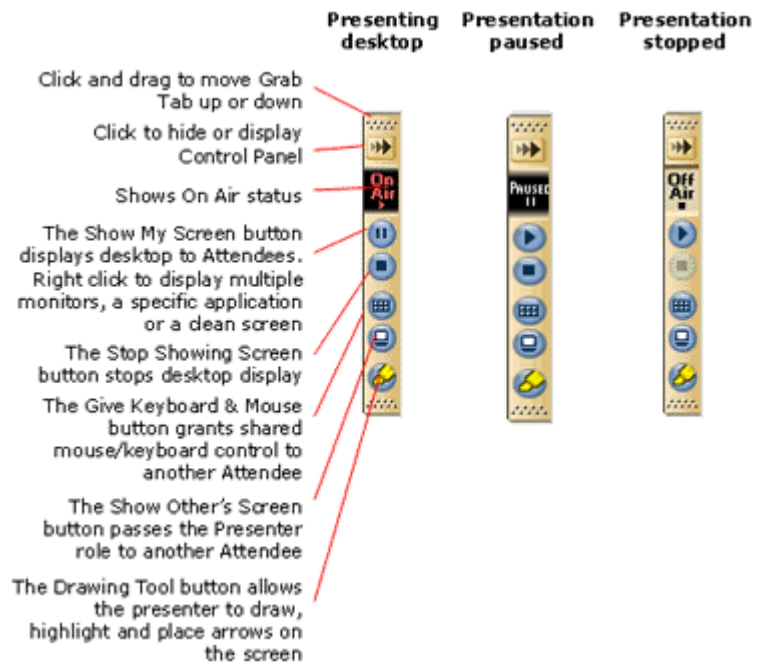 Presenting
desktop
Presentation
paused
Presentation
stopped
Click and drag to move Grab
Tab up or down
Click to hide or display
Control Panel
Shows On Air status
The Show My Screen button
displays desktop to Attendees.
Right click to display multiple
monitors, a specific application
or a clean screen
The Stop Showing Screen
button stops desktop display
The Give Keyboard & Mouse
button grants shared
mouse/keyboard control to
another Attendee
The Show Other's Screen
button passes the Presenter
role to another Attendee
The Drawing Tool button allows
the presenter to draw,
highlight and place arrows on
the screen
On
Air
PAUSED
Off
Air